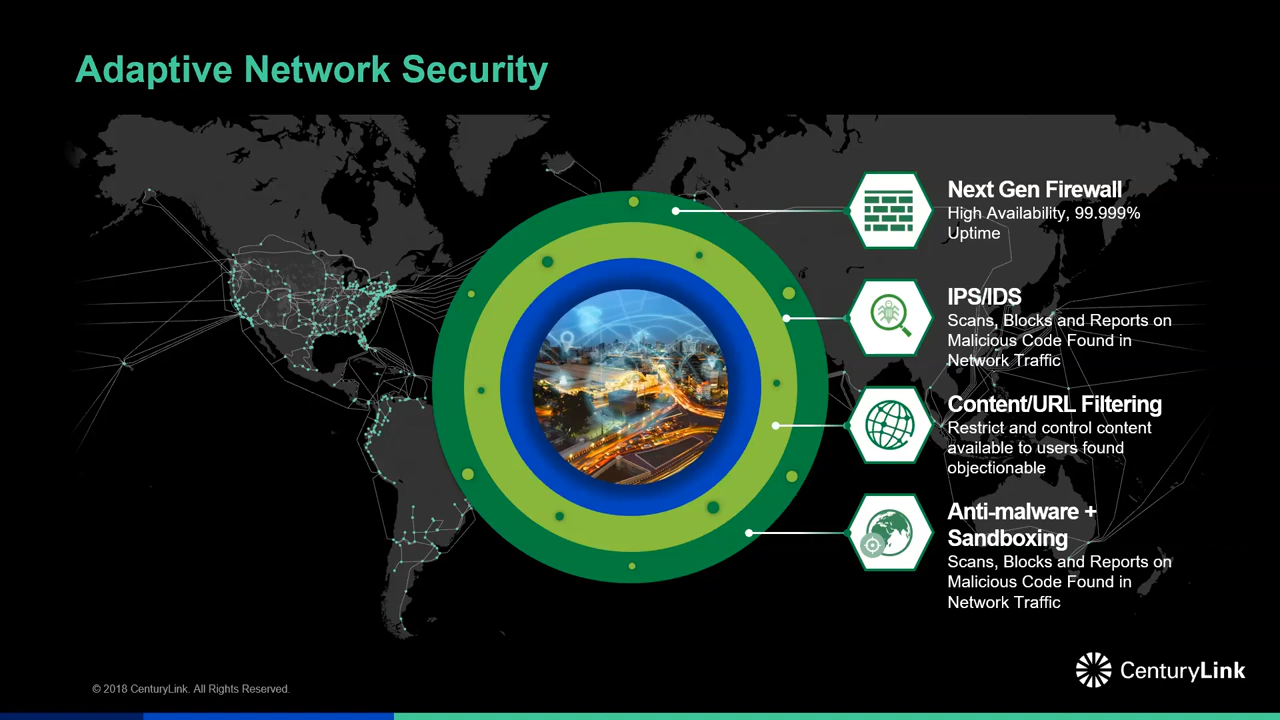 Adaptive Network Security
Next Gen Firewall
High Availability, 99.999%
Uptime
IPS/IDS
Scans, Blocks and Reports on
Malicious Code Found in
Network Traffic
Content/URL Filtering
Restrict and control content
available to users found
objectionable
Anti-malware +
Sandboxing
Scans, Blocks and Reports on
Malicious Code Found in
Network Traffic
© 2018 CenturyLink. All Rights Reserved.
CenturyLink